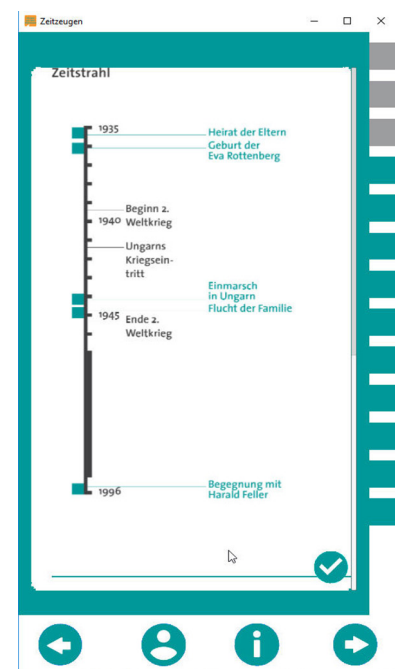 Zeitzeugen
Zeitstrahl
1935
Heirat der Eltern
Geburt der
Eva Rottenberg
Beginn 2.
1940 Weltkrieg
Ungarns
Kriegsein-
tritt
Einmarsch
in Ungarn
Flucht der Familie
1945 Ende 2.
Weltkrieg
Begegnung mit
Harald Feller
1996